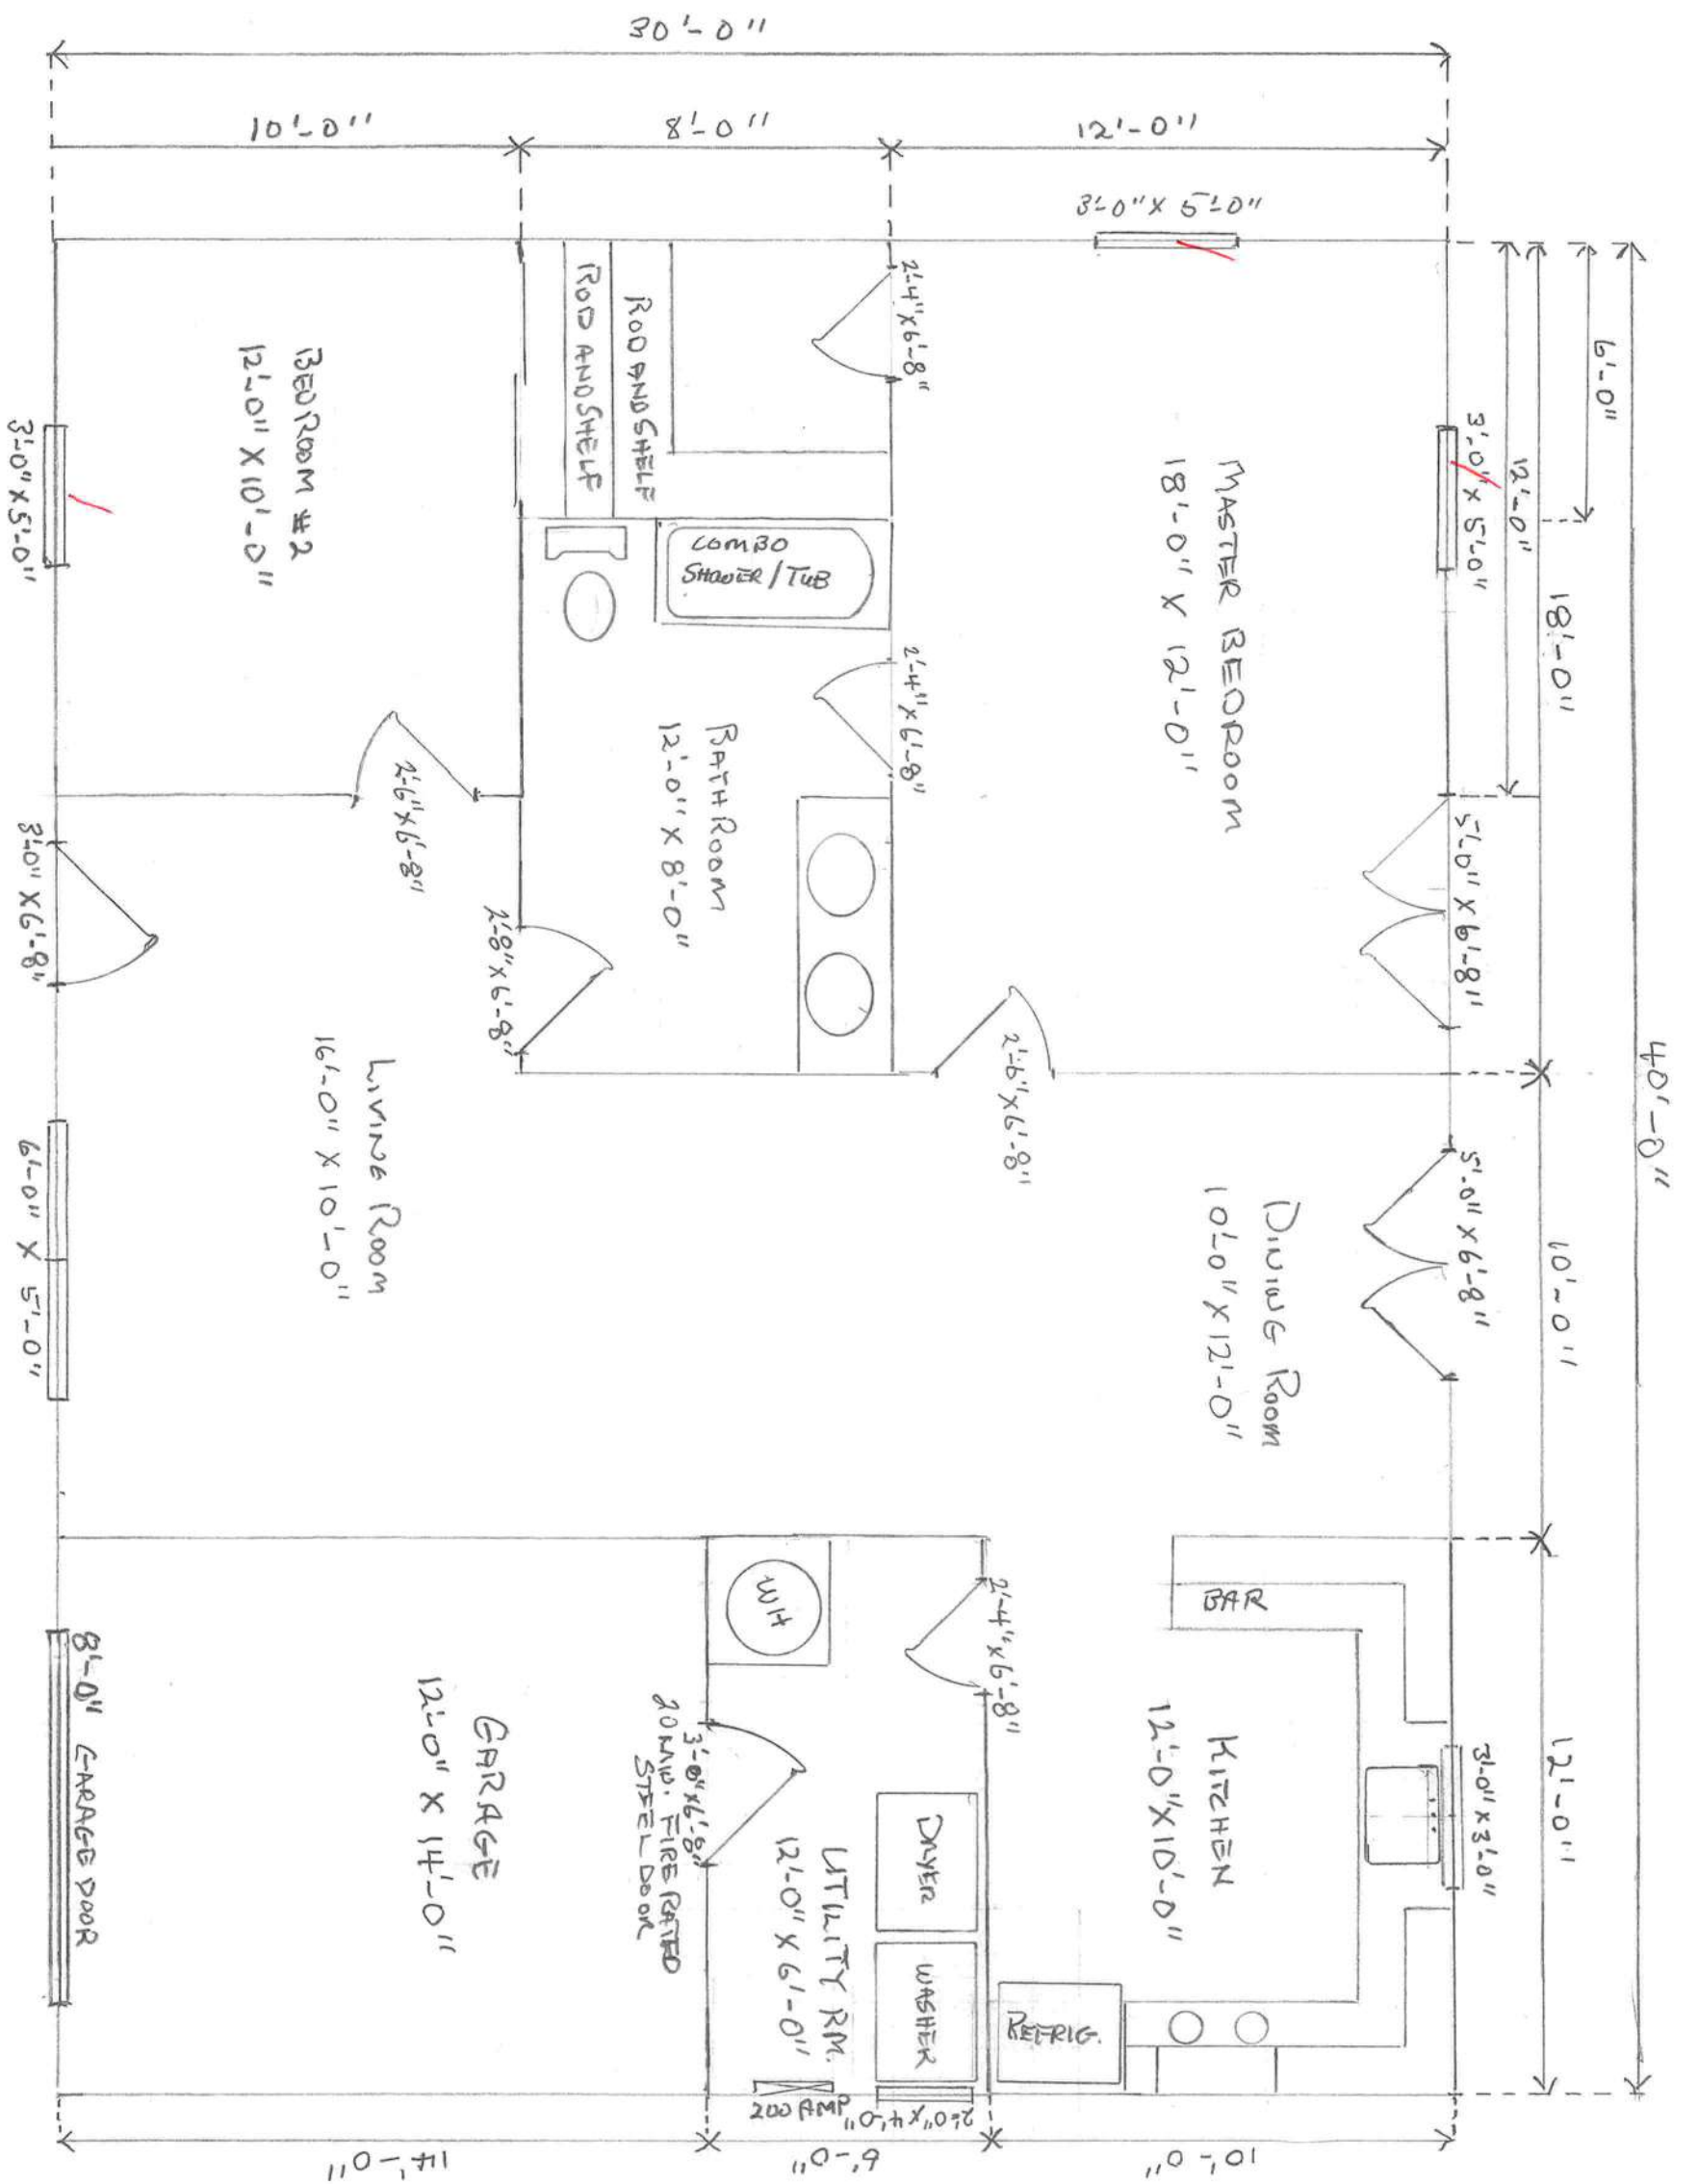 40'-0"
18'-0"
10'-0"
12'-0"
12'-0"
6'-0"
30'-0"
12'-0"
8'-0"
10'-0"
3'-0" X 5'-0"
3'-0" X 5'-0"
5'-0" X 6'-8"
5'-0" X 6'-8"
3'-0" X 3'-0"
MASTER BEDROOM
18'-0" X 12'-0"
DINING ROOM
10'-0" X 12'-0"
BAR
KITCHEN
12'-0" X 10'-0"
REFRIG.
10'-0"
2'-4" X 6'-8"
2'-4" X 6'-8"
2'-6" X 6'-8"
2'-4" X 6'-8"
ROD AND SHELF
ROD AND SHELF
COMBO
SHOWER/TUB
BATHROOM
12'-0" X 8'-0"
2'-8" X 6'-8"
WH
DRYER
WASHER
UTILITY RM.
12'-0" X 6'-0"
2'-0" X 4'-0"
200 AMP
6'-0"
3'-0" X 6'-8"
20 MIN. FIRE RATED
STEEL DOOR
BEDROOM #2
12'-0" X 10'-0"
2'-6" X 6'-8"
LIVING ROOM
16'-0" X 10'-0"
GARAGE
12'-0" X 14'-0"
14'-0"
3'-0" X 5'-0"
3'-0" X 6'-8"
6'-0" X 5'-0"
8'-0" GARAGE DOOR